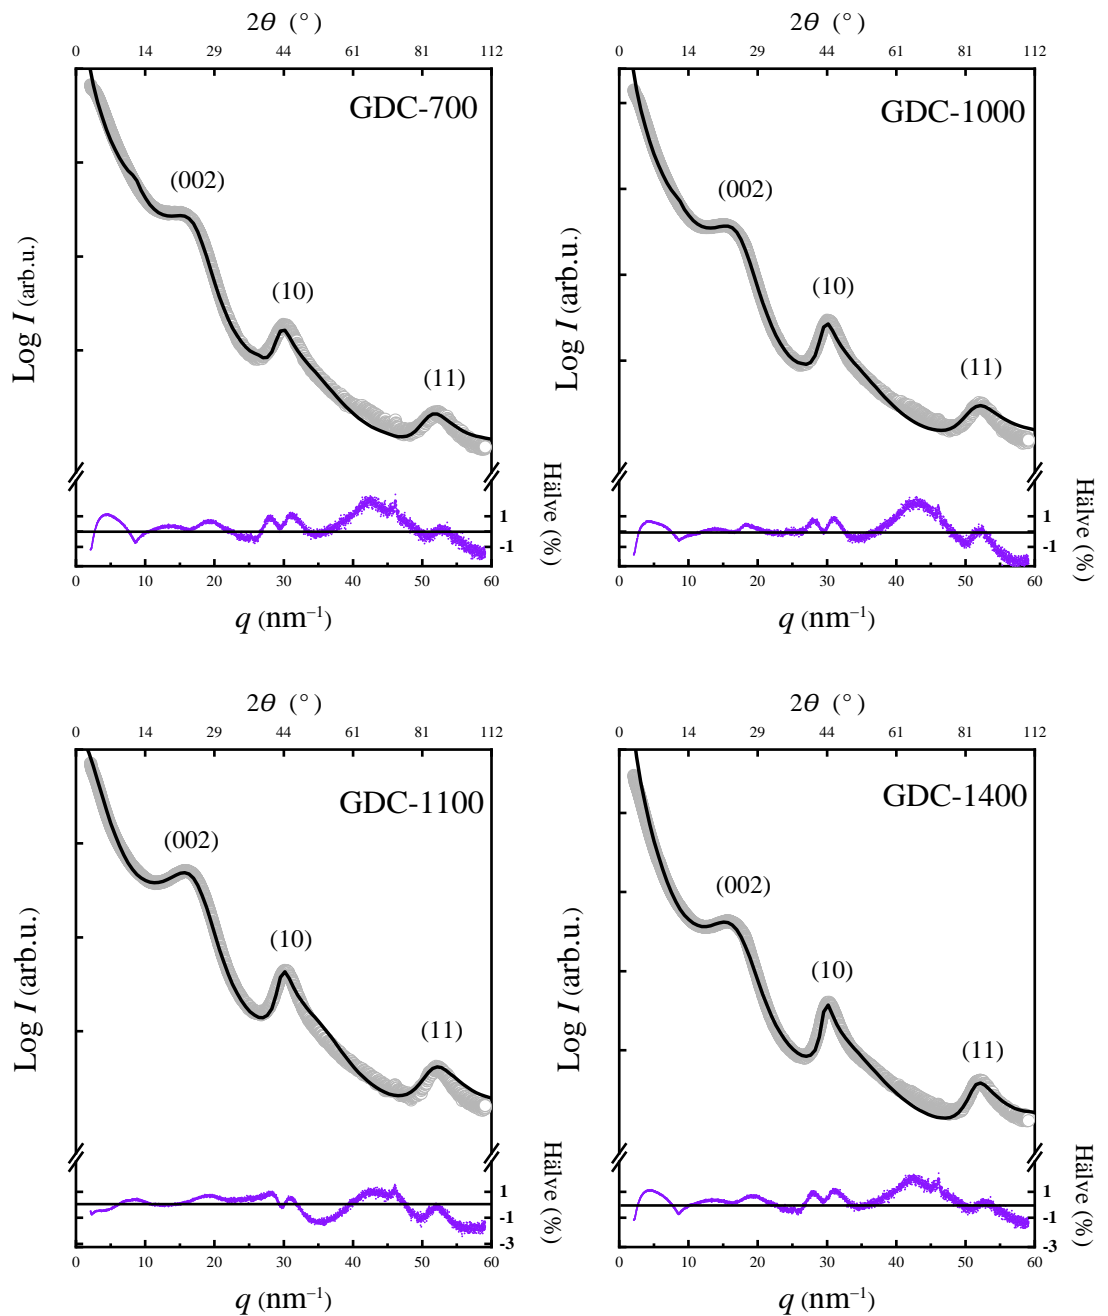 2θ (°)
0 14 29 44 61 81 112
GDC-700
(002)
(10)
(11)
Log I (arb.u.)
Hälve (%)
1
-1
0 10 20 30 40 50 60
q (nm⁻¹)
2θ (°)
0 14 29 44 61 81 112
GDC-1000
(002)
(10)
(11)
Log I (arb.u.)
Hälve (%)
1
-1
0 10 20 30 40 50 60
q (nm⁻¹)
2θ (°)
0 14 29 44 61 81 112
GDC-1100
(002)
(10)
(11)
Log I (arb.u.)
Hälve (%)
1
-1
-3
0 10 20 30 40 50 60
q (nm⁻¹)
2θ (°)
0 14 29 44 61 81 112
GDC-1400
(002)
(10)
(11)
Log I (arb.u.)
Hälve (%)
1
-1
-3
0 10 20 30 40 50 60
q (nm⁻¹)